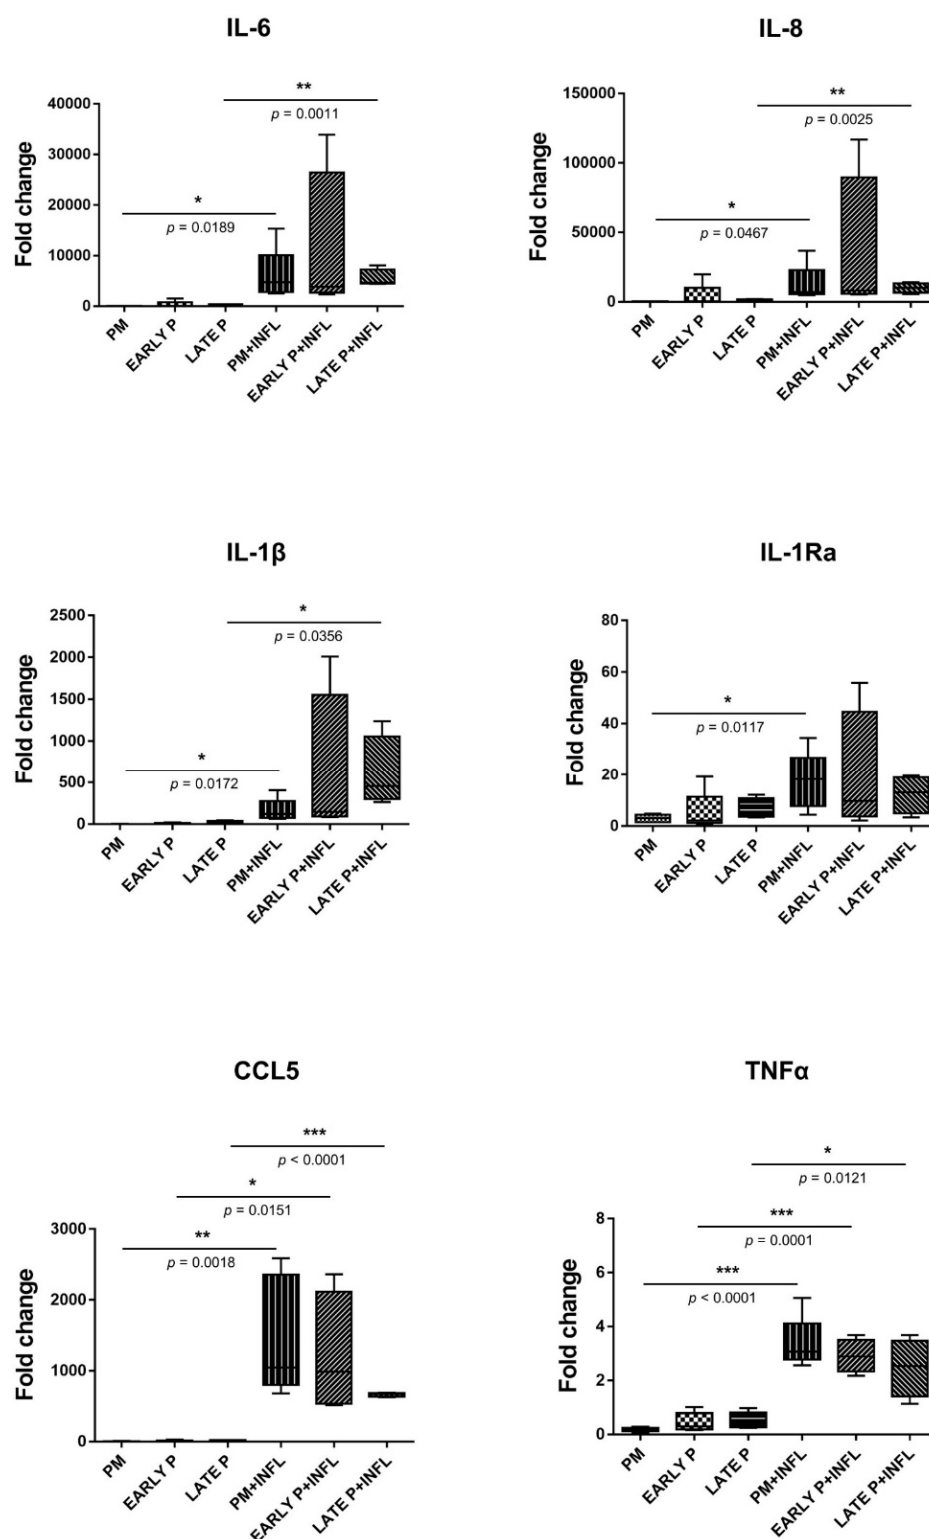 IL-6
Fold change
40000
30000
20000
10000
0
**
p = 0.0011
*
p = 0.0189
PM
EARLY P
LATE P
PM+INFL
EARLY P+INFL
LATE P+INFL
IL-8
Fold change
150000
100000
50000
0
**
p = 0.0025
*
p = 0.0467
PM
EARLY P
LATE P
PM+INFL
EARLY P+INFL
LATE P+INFL
IL-1β
Fold change
2500
2000
1500
1000
500
0
*
p = 0.0356
*
p = 0.0172
PM
EARLY P
LATE P
PM+INFL
EARLY P+INFL
LATE P+INFL
IL-1Ra
Fold change
80
60
40
20
0
*
p = 0.0117
PM
EARLY P
LATE P
PM+INFL
EARLY P+INFL
LATE P+INFL
CCL5
Fold change
3000
2000
1000
0
***
p < 0.0001
*
p = 0.0151
**
p = 0.0018
PM
EARLY P
LATE P
PM+INFL
EARLY P+INFL
LATE P+INFL
TNFα
Fold change
8
6
4
2
0
*
p = 0.0121
***
p = 0.0001
***
p < 0.0001
PM
EARLY P
LATE P
PM+INFL
EARLY P+INFL
LATE P+INFL